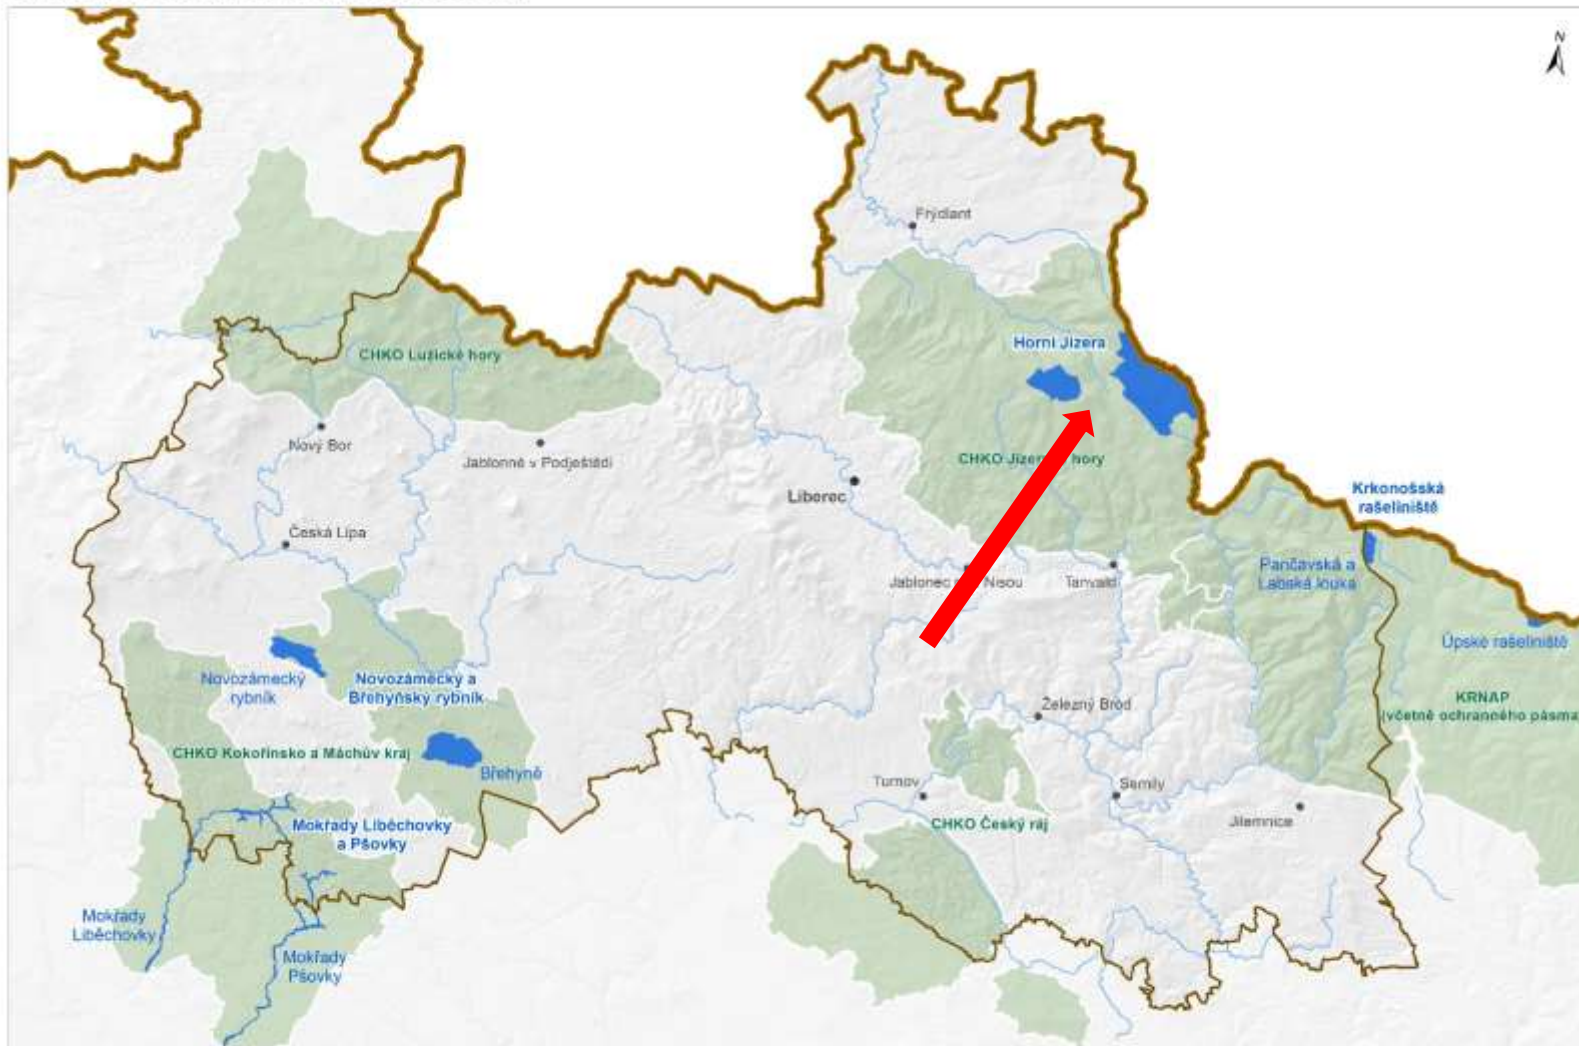 N
Frýdlant
Horní Jizera
CHKO Lužické hory
Nový Bor
Jablonné v Podještědí
CHKO Jizer hory
Liberec
Krkonošská
rašeliniště
Česká Lípa
Pančavská a
Labská louka
Jablonec Nisou
Tanvald
Úpské rašeliniště
Novozámecký
rybník
Novozámecký a
Břehyňský rybník
KRNAP
(včetně ochranného pásma)
Železný Brod
CHKO Kokořínsko a Máchův kraj
Břehyně
Turnov
Semily
Jilemnice
CHKO Český ráj
Mokřady Liběchovky
a Pšovky
Mokřady
Liběchovky
Mokřady
Pšovky